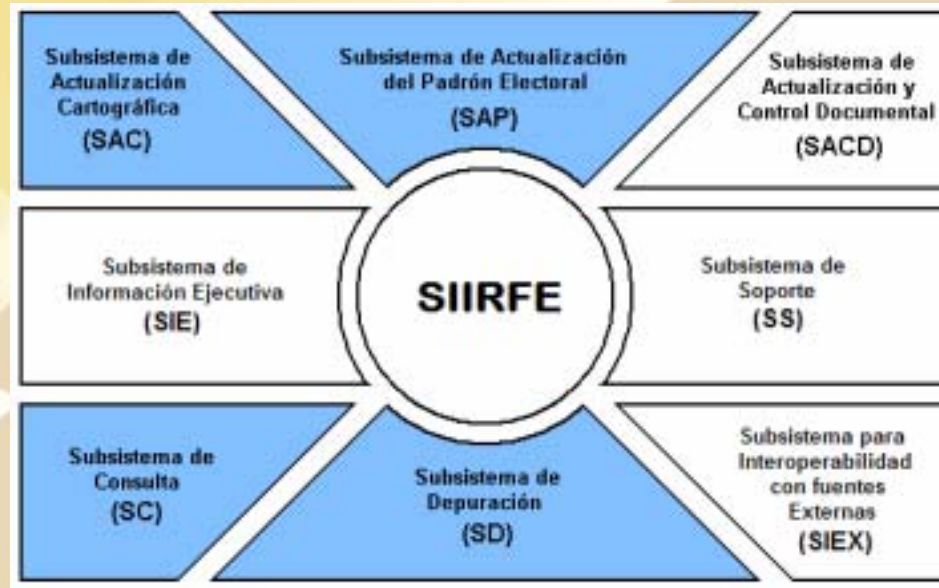 Subsistema de
Actualización
Cartográfica
(SAC)
Subsistema de Actualización
del Padrón Electoral
(SAP)
Subsistema de
Actualización y
Control Documental
(SACD)
Subsistema de
Información Ejecutiva
(SIE)
SIIRFE
Subsistema de
Soporte
(SS)
Subsistema de
Consulta
(SC)
Subsistema de
Depuración
(SD)
Subsistema para
Interoperabilidad
con fuentes
Externas
(SIEX)